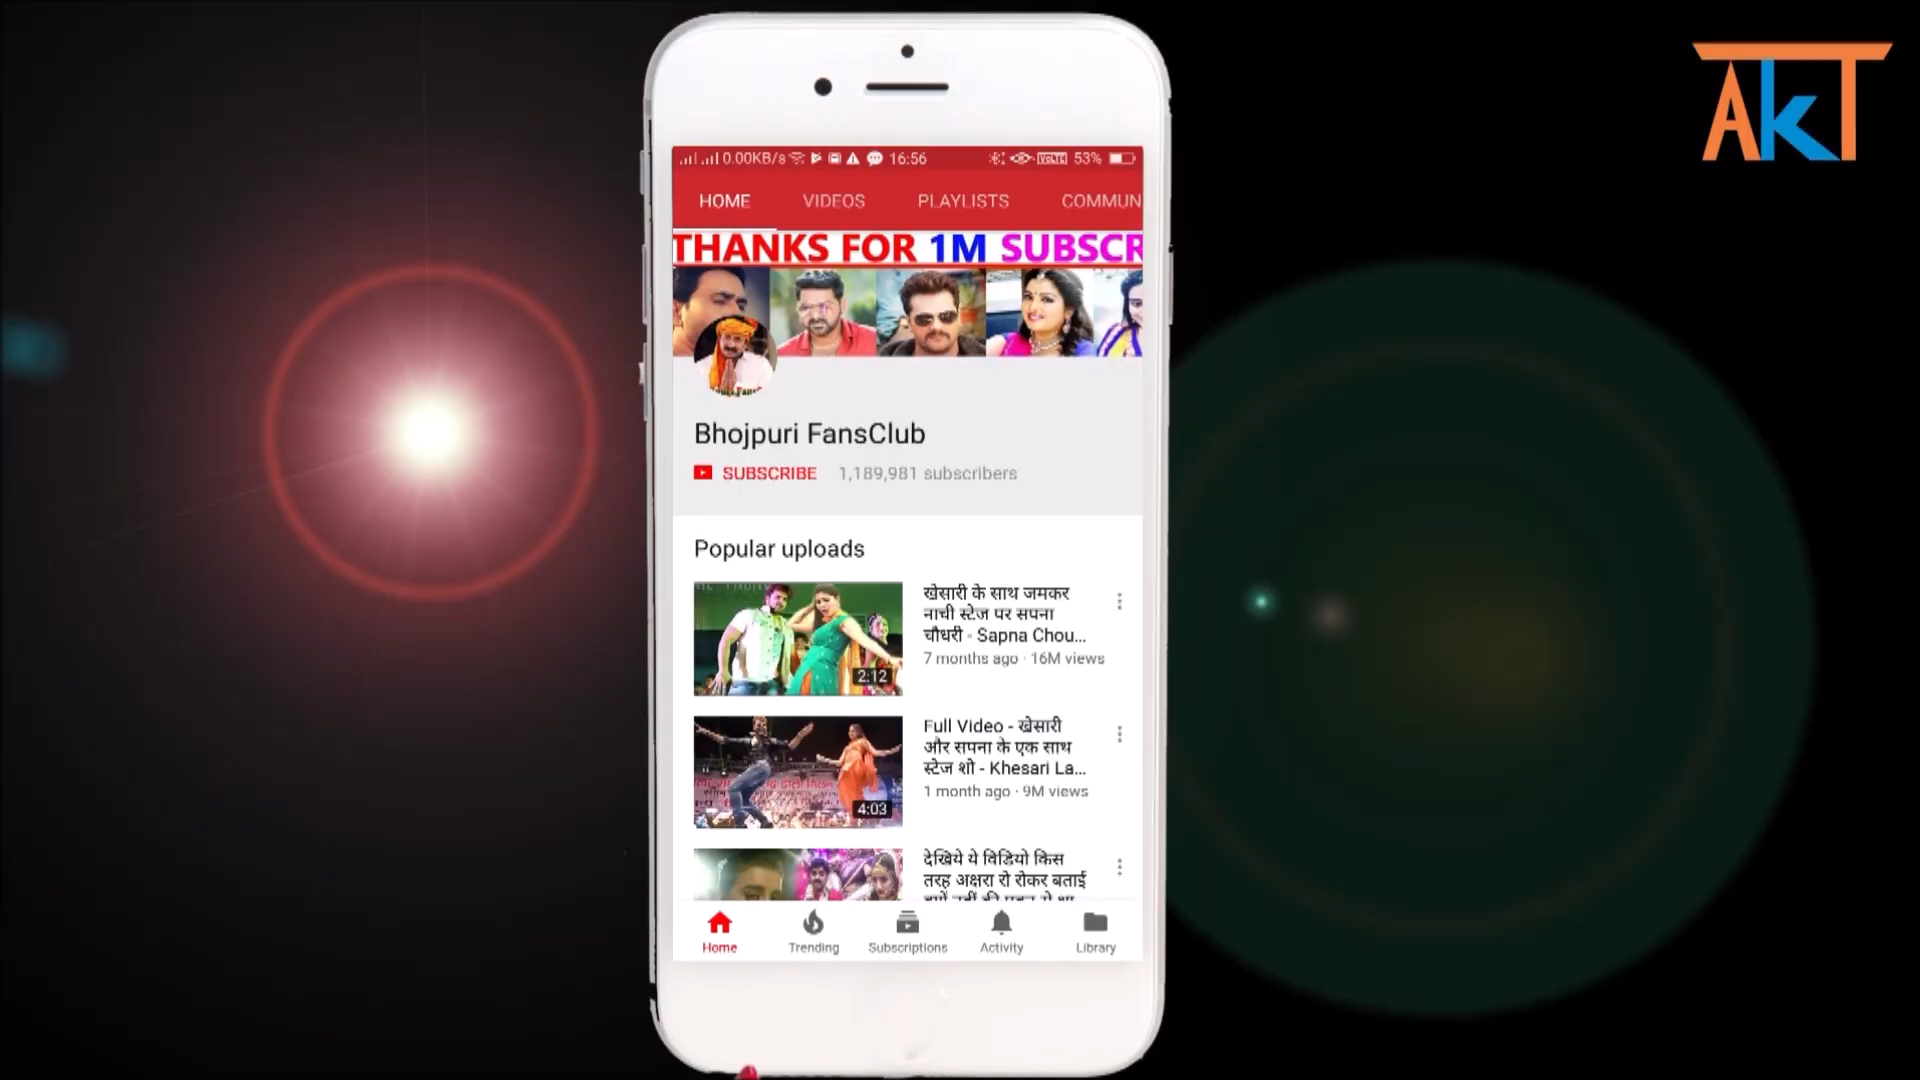 AKT
0.00KB/s 16:56 VoLTE 53%
HOME VIDEOS PLAYLISTS COMMUN
THANKS FOR 1M SUBSCR
Bhojpuri FansClub
SUBSCRIBE 1,189,981 subscribers
Popular uploads
खेसारी के साथ जमकर
नाची स्टेज पर सपना
चौधरी - Sapna Chou...
7 months ago · 16M views
2:12
Full Video - खेसारी
और सपना के एक साथ
स्टेज शो - Khesari La...
1 month ago · 9M views
4:03
देखिये ये विडियो किस
तरह अक्षरा रो रोकर बताई
Home Trending Subscriptions Activity Library